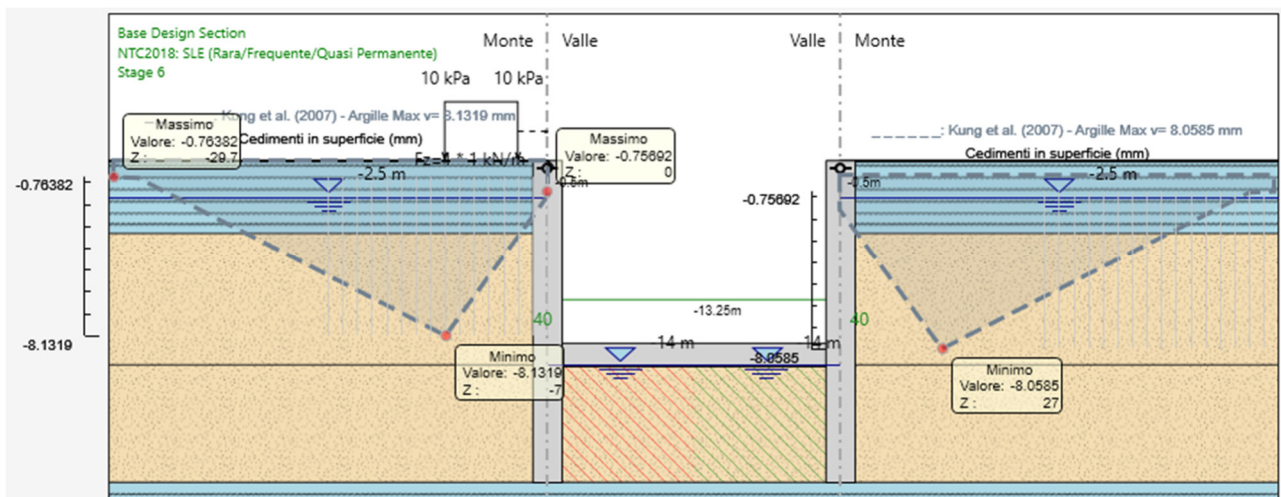 Base Design Section
NTC2018: SLE (Rara/Frequente/Quasi Permanente)
Stage 6
Monte
Valle
Valle
Monte
10 kPa
10 kPa
Kung et al. (2007) - Argille Max v= 8.1319 mm
Cedimenti in superficie (mm)
Massimo
Valore: -0.76382
Z : -29.7
Massimo
Valore: -0.75692
Z : 0
: Kung et al. (2007) - Argille Max v= 8.0585 mm
Cedimenti in superficie (mm)
-2.5 m
-0.5m
-0.5m
-2.5 m
-0.76382
-0.75692
-13.25m
40
40
-14 m
-14 m
-8.1319
-8.0585
Minimo
Valore: -8.1319
Z : -7
Minimo
Valore: -8.0585
Z : 27